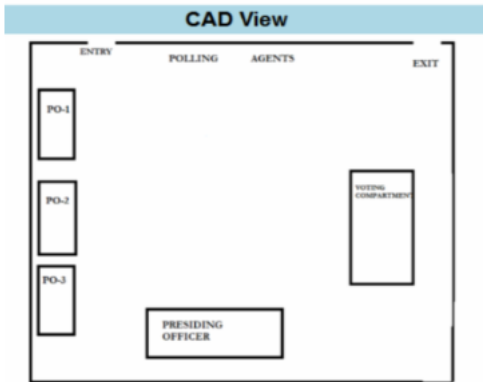 CAD View
ENTRY
POLLING AGENTS
EXIT
PO-1
PO-2
VOTING
COMPARTMENT
PO-3
PRESIDING
OFFICER